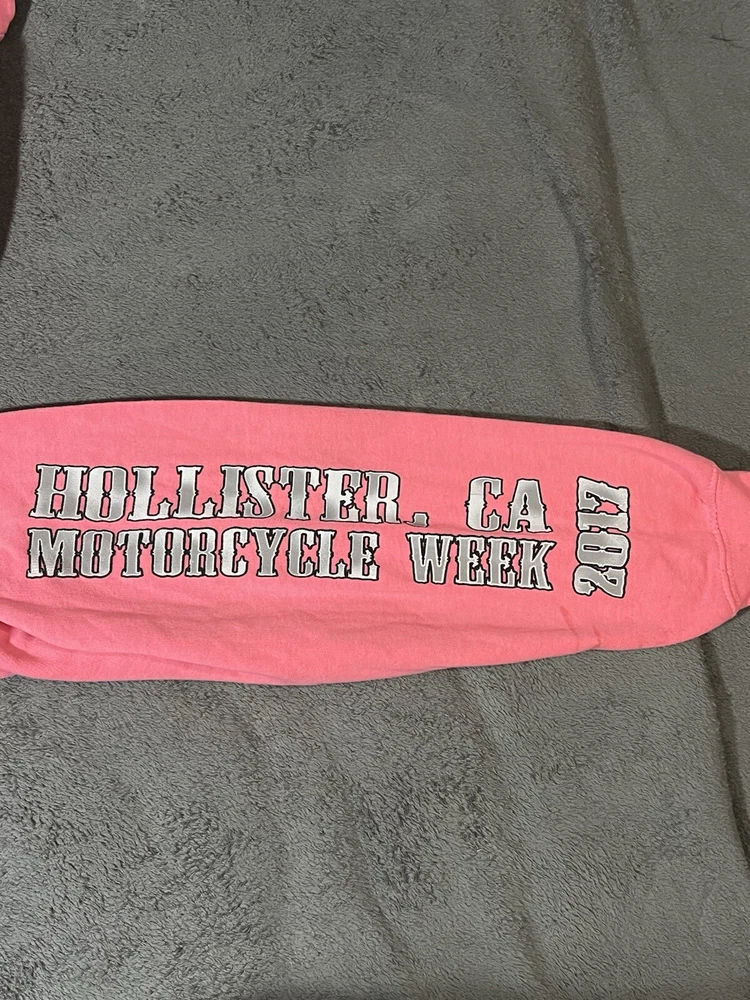 HOLLISTER, CA
MOTORCYCLE WEEK
2017